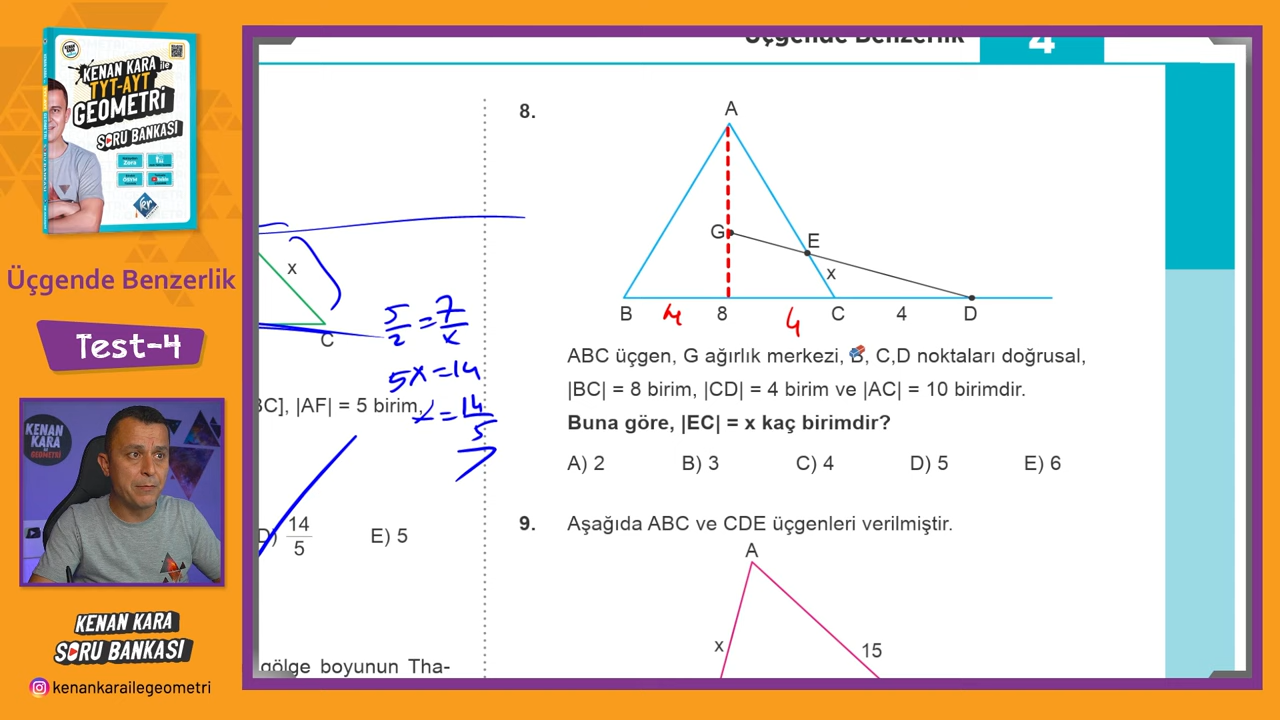 KENAN KARA ile
TYT-AYT
GEOMETRİ
SORU BANKASI
Üçgende Benzerlik
Test-4
KENAN KARA
KENAN KARA
SORU BANKASI
kenankarailegeometri
Üçgende Benzerlik
4
x
C
5/2 = 7/x
5x = 14
x = 14/5
BC], |AF| = 5 birim,
D) 14/5 E) 5
gölge boyunun Tha-
8.
A
G
E
x
B 4 8 4 C 4 D
ABC üçgen, G ağırlık merkezi, B, C,D noktaları doğrusal,
|BC| = 8 birim, |CD| = 4 birim ve |AC| = 10 birimdir.
Buna göre, |EC| = x kaç birimdir?
A) 2 B) 3 C) 4 D) 5 E) 6
9. Aşağıda ABC ve CDE üçgenleri verilmiştir.
A
x 15